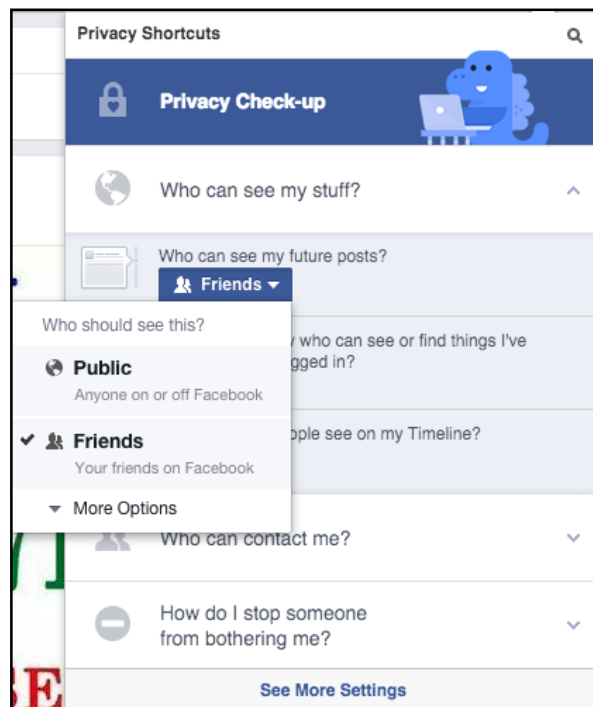 Privacy Shortcuts
Privacy Check-up
Who can see my stuff?
Who can see my future posts?
Friends
Who should see this?
Public
Anyone on or off Facebook
Friends
Your friends on Facebook
More Options
who can see or find things I've
gged in?
ople see on my Timeline?
Who can contact me?
How do I stop someone
from bothering me?
See More Settings
SE